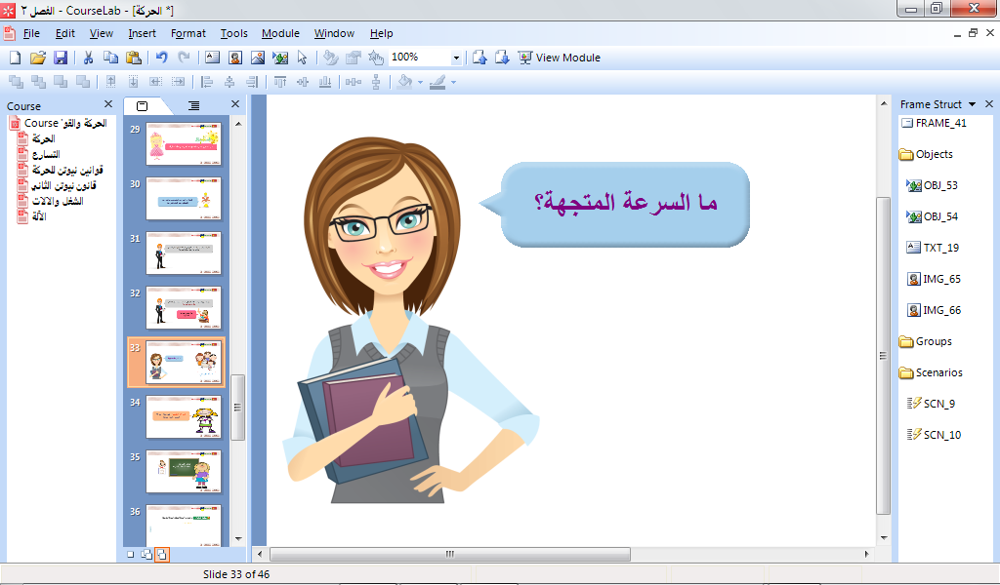 الفصل ٢ - CourseLab - [الحركة *]
File Edit View Insert Format Tools Module Window Help
100%
View Module
Course
Course 'الحركة والقو
الحركة
التسارع
قوانين نيوتن للحركة
قانون نيوتن الثاني
الشغل والالات
الألة
29
30
31
32
33
34
35
36
ما السرعة المتجهة؟
Frame Struct
FRAME_41
Objects
OBJ_53
OBJ_54
TXT_19
IMG_65
IMG_66
Groups
Scenarios
SCN_9
SCN_10
Slide 33 of 46